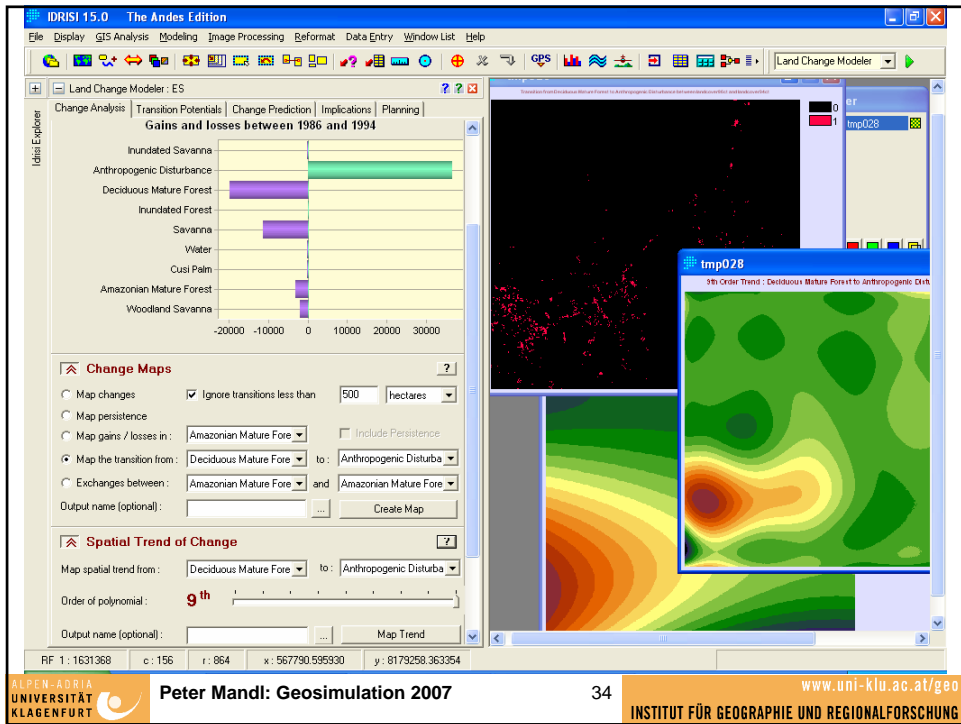 IDRISI 15.0 The Andes Edition
File Display GIS Analysis Modeling Image Processing Reformat Data Entry Window List Help
GPS
Land Change Modeler
Idrisi Explorer
Land Change Modeler : ES
? ?
Change Analysis Transition Potentials Change Prediction Implications Planning
Gains and losses between 1986 and 1994
Inundated Savanna
Anthropogenic Disturbance
Deciduous Mature Forest
Inundated Forest
Savanna
Water
Cusi Palm
Amazonian Mature Forest
Woodland Savanna
-20000 -10000 0 10000 20000 30000
Change Maps ?
Map changes Ignore transitions less than 500 hectares
Map persistence
Map gains / losses in : Amazonian Mature Fore Include Persistence
Map the transition from : Deciduous Mature Fore to : Anthropogenic Disturba
Exchanges between : Amazonian Mature Fore and Amazonian Mature Fore
Output name (optional) : ... Create Map
Spatial Trend of Change ?
Map spatial trend from : Deciduous Mature Fore to : Anthropogenic Disturba
Order of polynomial : 9 th
Output name (optional) : ... Map Trend
0
1
er
tmp028
tmp028
9th Order Trend : Deciduous Mature Forest to Anthropogenic Distu
RF 1 : 1631368 c : 156 r : 864 x : 567790.595930 y : 8179258.363354
ALPEN-ADRIA
UNIVERSITÄT
KLAGENFURT
Peter Mandl: Geosimulation 2007
34
www.uni-klu.ac.at/geo
INSTITUT FÜR GEOGRAPHIE UND REGIONALFORSCHUNG